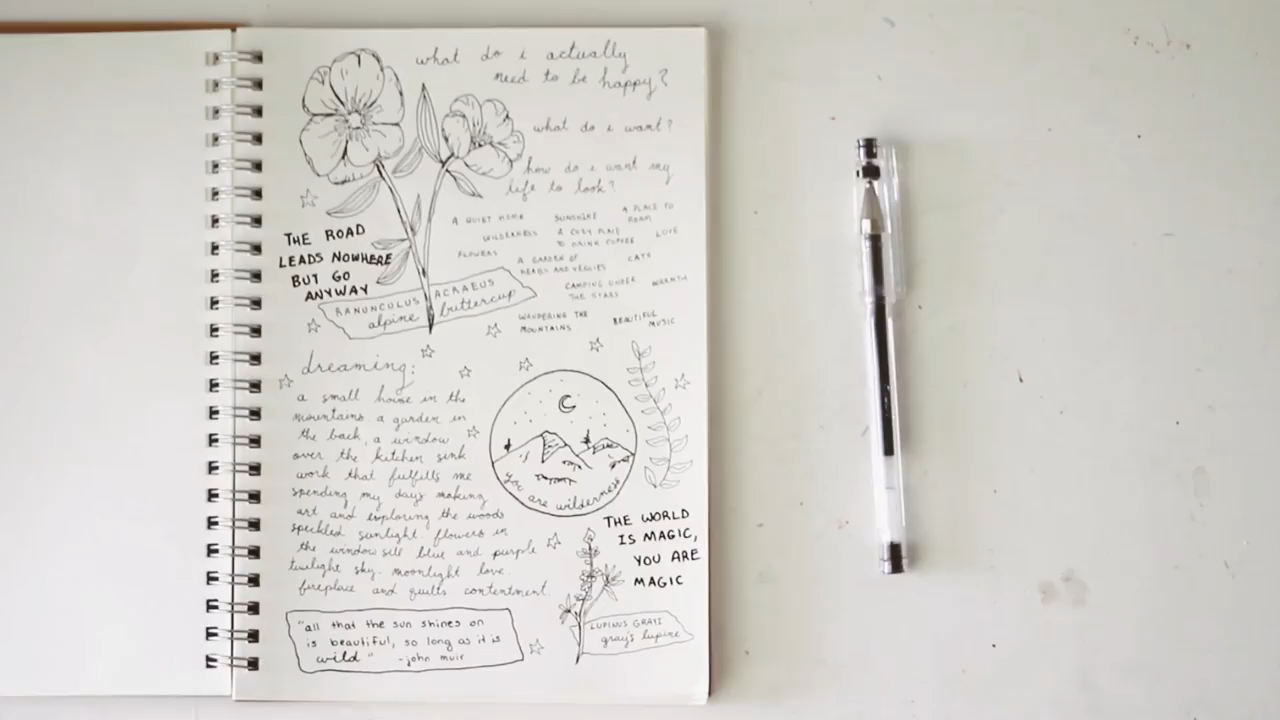 what do i actually
need to be happy?
what do i want?
how do i want my
life to look?
A QUIET HOME
SUNSHINE
A PLACE TO
ROAM
WILDERNESS
A COZY PLACE
TO DRINK COFFEE
LOVE
FLOWERS
A GARDEN OF
HERBS AND VEGGIES
CATS
CAMPING UNDER
THE STARS
WARMTH
WANDERING THE
MOUNTAINS
BEAUTIFUL
MUSIC
THE ROAD
LEADS NOWHERE
BUT GO
ANYWAY
RANUNCULUS ACRAEUS
alpine buttercup
dreaming:
a small home in the
mountains. a garden in
the back, a window
over the kitchen sink.
work that fulfills me
spending my days making
art and exploring the woods
speckled sunlight. flowers in
the windowsill blue and purple
twilight sky. moonlight love.
fireplace and quilts contentment.
you are wilderness
THE WORLD
IS MAGIC,
YOU ARE
MAGIC
LUPINUS GRAYI
gray's lupine
"all that the sun shines on
is beautiful, so long as it is
wild" -john muir